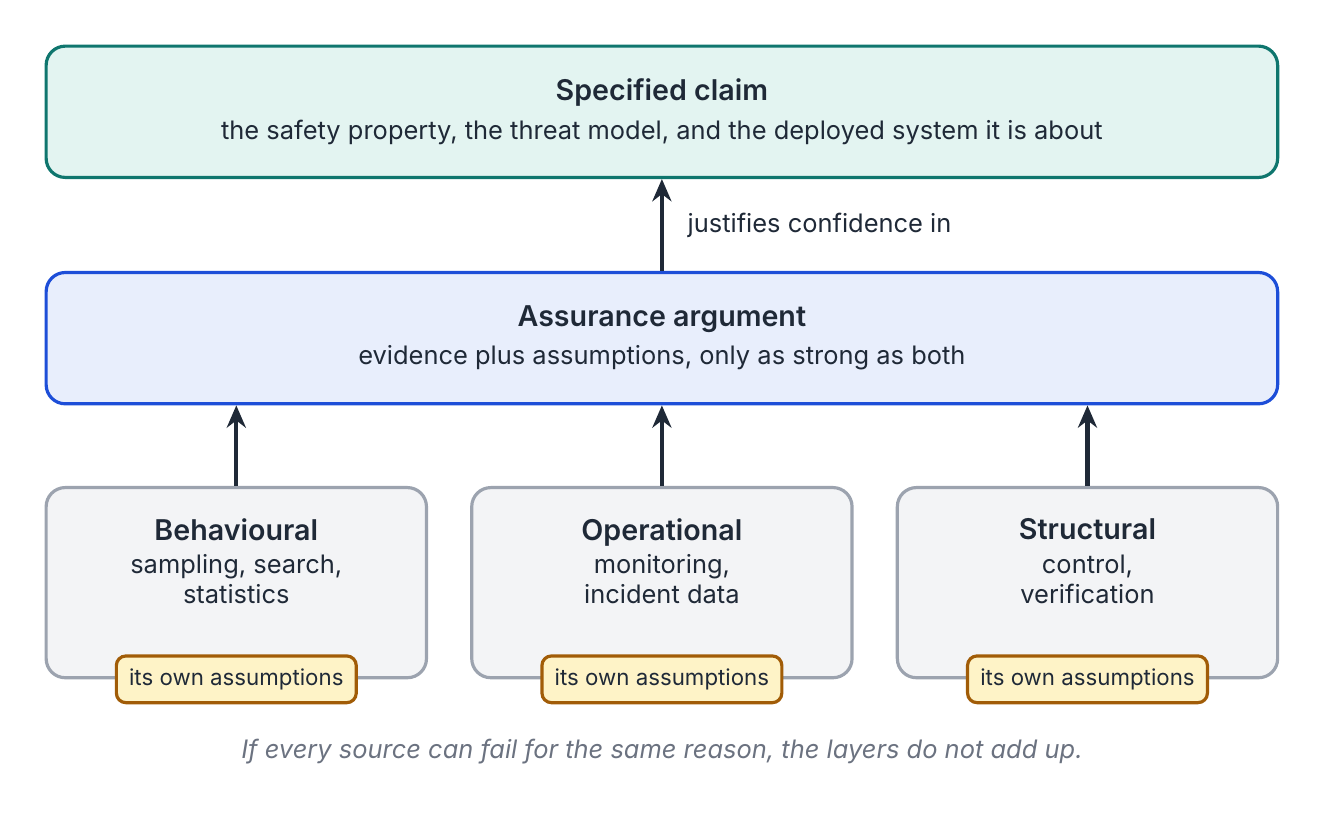 Specified claim
the safety property, the threat model, and the deployed system it is about
justifies confidence in
Assurance argument
evidence plus assumptions, only as strong as both
Behavioural
sampling, search,
statistics
its own assumptions
Operational
monitoring,
incident data
its own assumptions
Structural
control,
verification
its own assumptions
If every source can fail for the same reason, the layers do not add up.